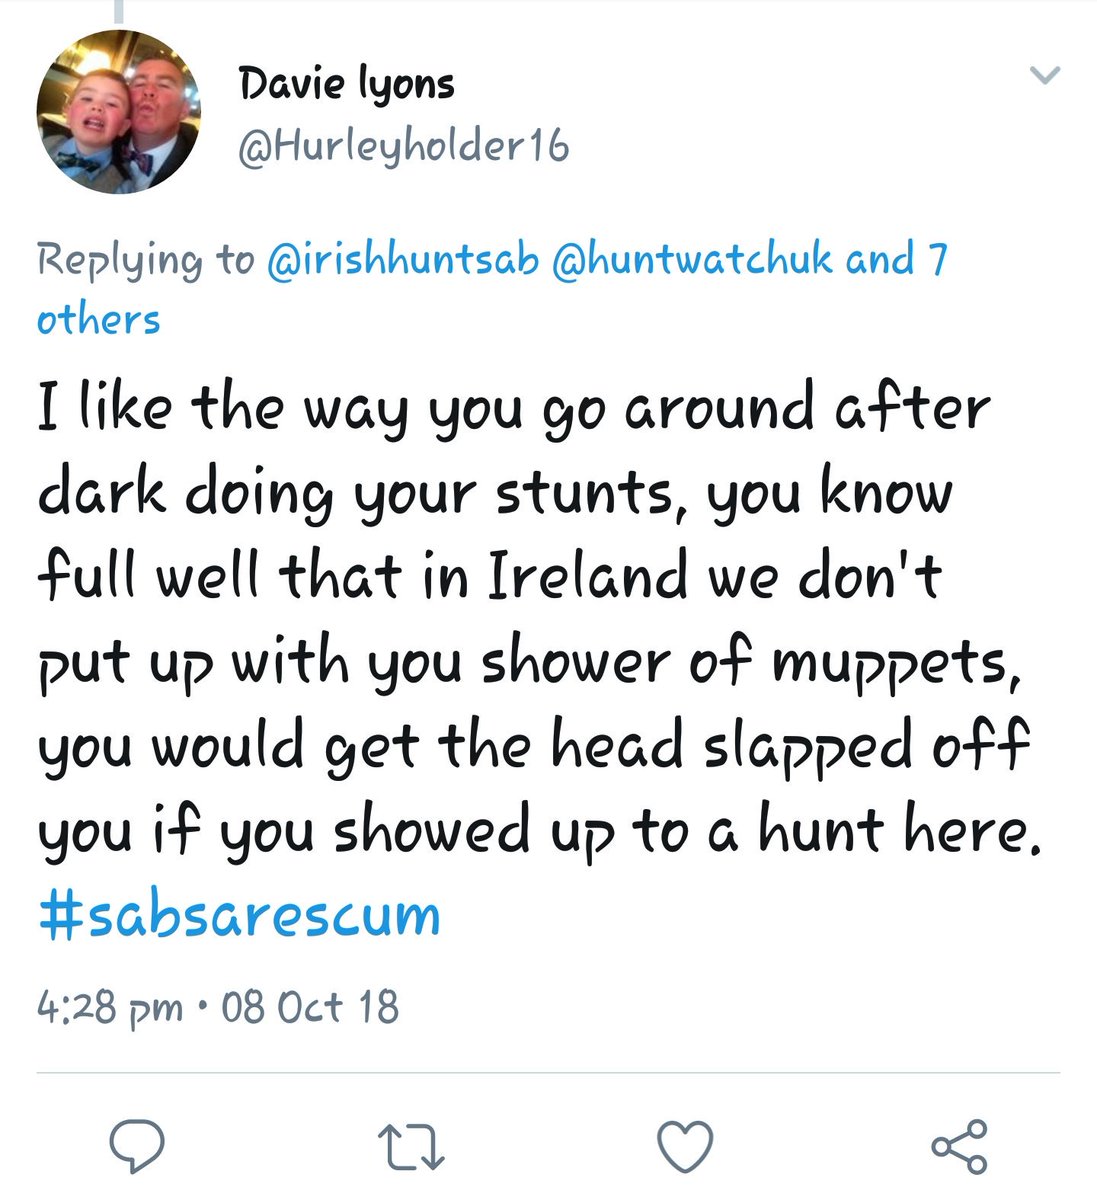 Davie lyons
@Hurleyholder16
Replying to @irishhuntsab @huntwatchuk and 7
others
I like the way you go around after
dark doing your stunts, you know
full well that in Ireland we don't
put up with you shower of muppets,
you would get the head slapped off
you if you showed up to a hunt here.
#sabsarescum
4:28 pm • 08 Oct 18